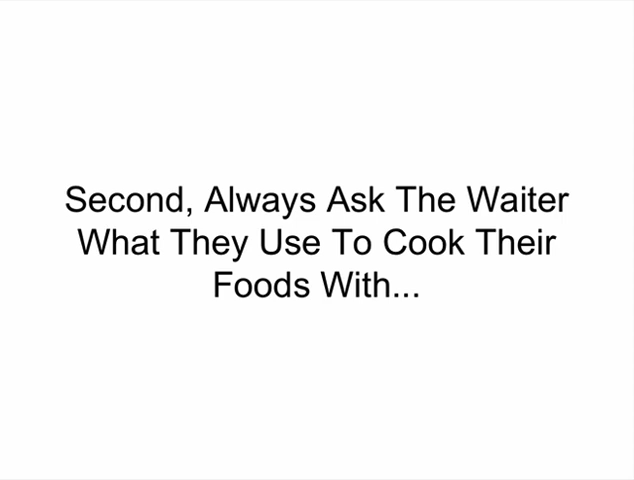 Second, Always Ask The Waiter
What They Use To Cook Their
Foods With...